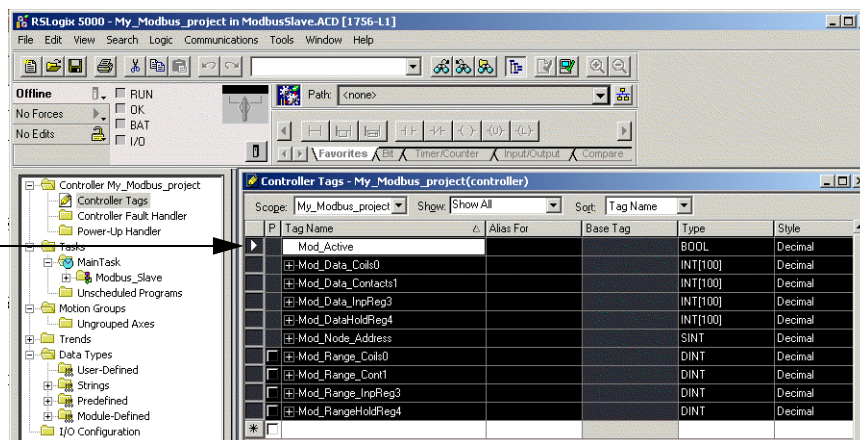 RSLogix 5000 - My_Modbus_project in ModbusSlave.ACD [1756-L1]
File Edit View Search Logic Communications Tools Window Help
Offline RUN Path: <none>
No Forces OK
No Edits BAT
I/O
Favorites Bit Timer/Counter Input/Output Compare
Controller My_Modbus_project
Controller Tags
Controller Fault Handler
Power-Up Handler
Tasks
MainTask
Modbus_Slave
Unscheduled Programs
Motion Groups
Ungrouped Axes
Trends
Data Types
User-Defined
Strings
Predefined
Module-Defined
I/O Configuration
Controller Tags - My_Modbus_project(controller)
Scope: My_Modbus_project Show: Show All Sort: Tag Name
P Tag Name Alias For Base Tag Type Style
Mod_Active BOOL Decimal
Mod_Data_Coils0 INT[100] Decimal
Mod_Data_Contacts1 INT[100] Decimal
Mod_Data_InpReg3 INT[100] Decimal
Mod_DataHoldReg4 INT[100] Decimal
Mod_Node_Address SINT Decimal
Mod_Range_Coils0 DINT Decimal
Mod_Range_Cont1 DINT Decimal
Mod_Range_InpReg3 DINT Decimal
Mod_RangeHoldReg4 DINT Decimal